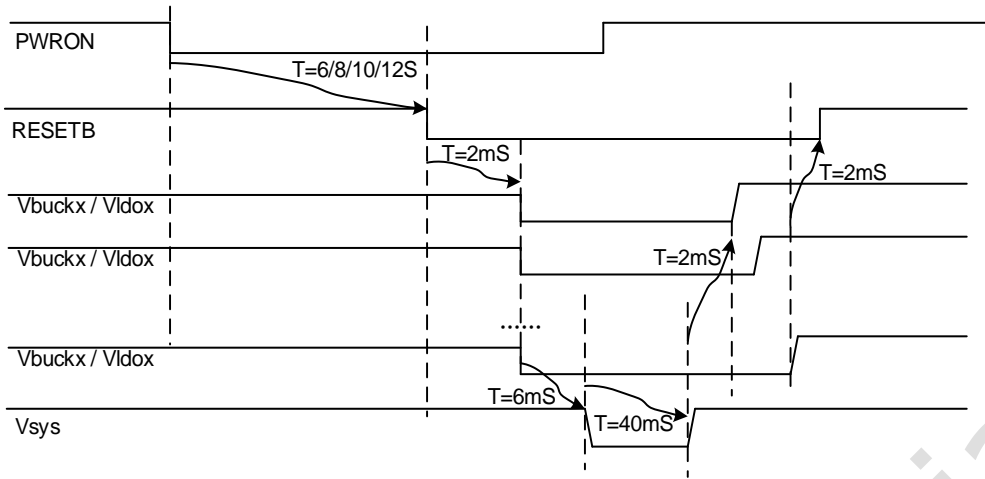 PWRON
T=6/8/10/12S
RESETB
T=2mS
T=2mS
Vbuckx / Vldox
Vbuckx / Vldox
T=2mS
......
Vbuckx / Vldox
T=6mS
T=40mS
Vsys